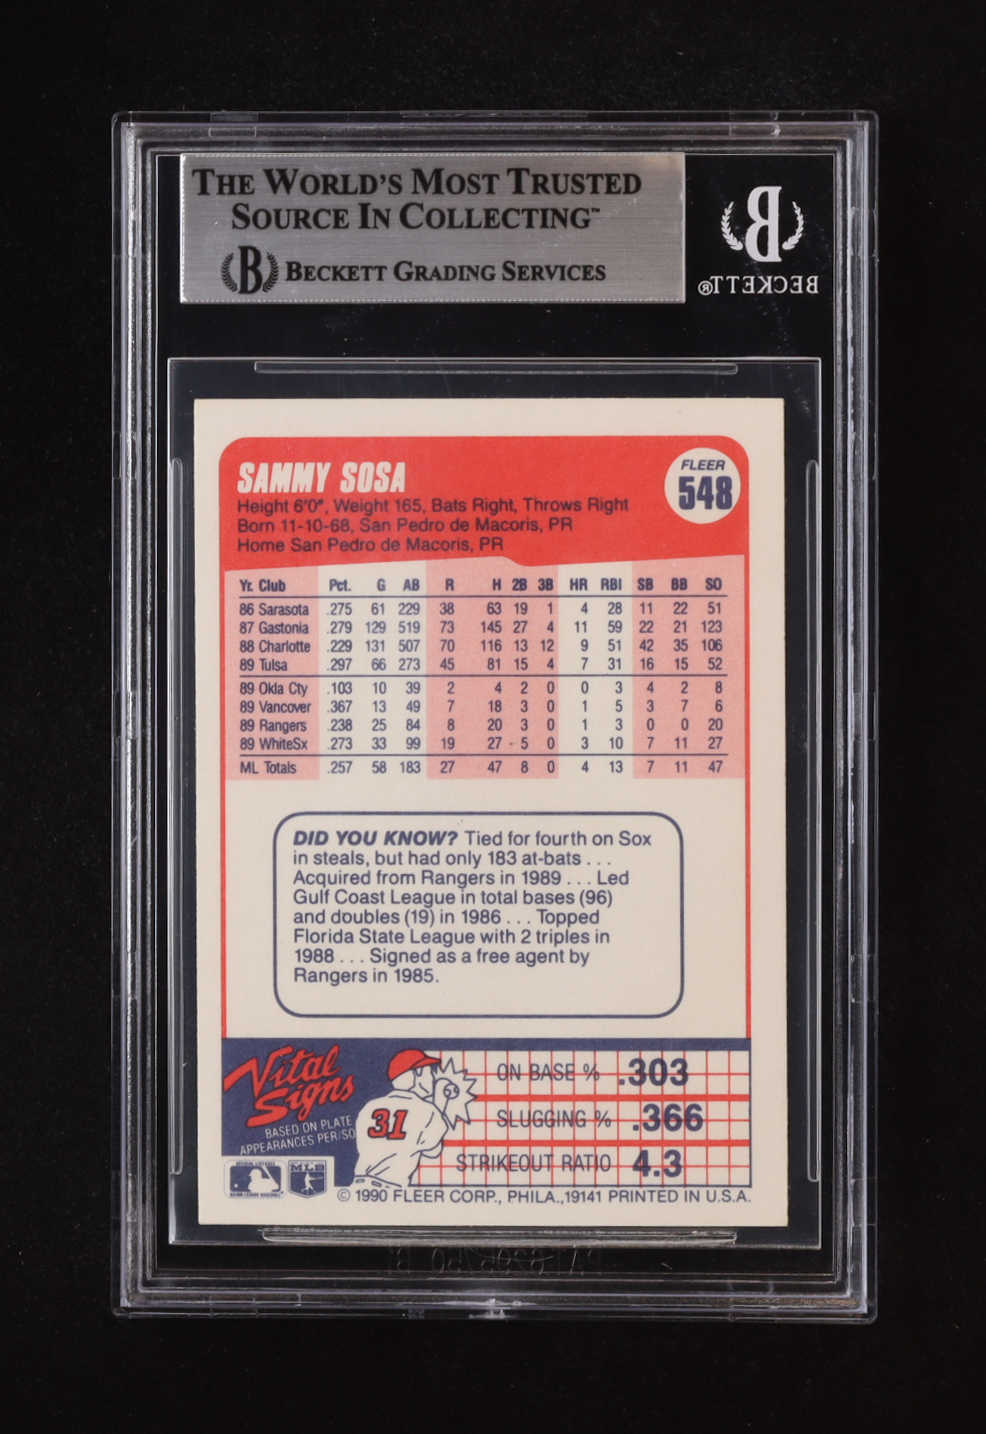 THE WORLD'S MOST TRUSTED
SOURCE IN COLLECTING™
B BECKETT GRADING SERVICES
B
BECKETT®
SAMMY SOSA
FLEER
548
Height 6'0", Weight 165, Bats Right, Throws Right
Born 11-10-68, San Pedro de Macoris, PR
Home San Pedro de Macoris, PR
Yr. Club Pct. G AB R H 2B 3B HR RBI SB BB SO
86 Sarasota .275 61 229 38 63 19 1 4 28 11 22 51
87 Gastonia .279 129 519 73 145 27 4 11 59 22 21 123
88 Charlotte .229 131 507 70 116 13 12 9 51 42 35 106
89 Tulsa .297 66 273 45 81 15 4 7 31 16 15 52
89 Okla Cty .103 10 39 2 4 2 0 0 3 4 2 8
89 Vancover .367 13 49 7 18 3 0 1 5 3 7 6
89 Rangers .238 25 84 8 20 3 0 1 3 0 0 20
89 WhiteSx .273 33 99 19 27 5 0 3 10 7 11 27
ML Totals .257 58 183 27 47 8 0 4 13 7 11 47
DID YOU KNOW? Tied for fourth on Sox
in steals, but had only 183 at-bats . . .
Acquired from Rangers in 1989 . . . Led
Gulf Coast League in total bases (96)
and doubles (19) in 1986 . . . Topped
Florida State League with 2 triples in
1988 . . . Signed as a free agent by
Rangers in 1985.
Vital
Signs
BASED ON PLATE
APPEARANCES PER/SO
31
ON BASE % .303
SLUGGING % .366
STRIKEOUT RATIO 4.3
MLB
© 1990 FLEER CORP., PHILA.,19141 PRINTED IN U.S.A.